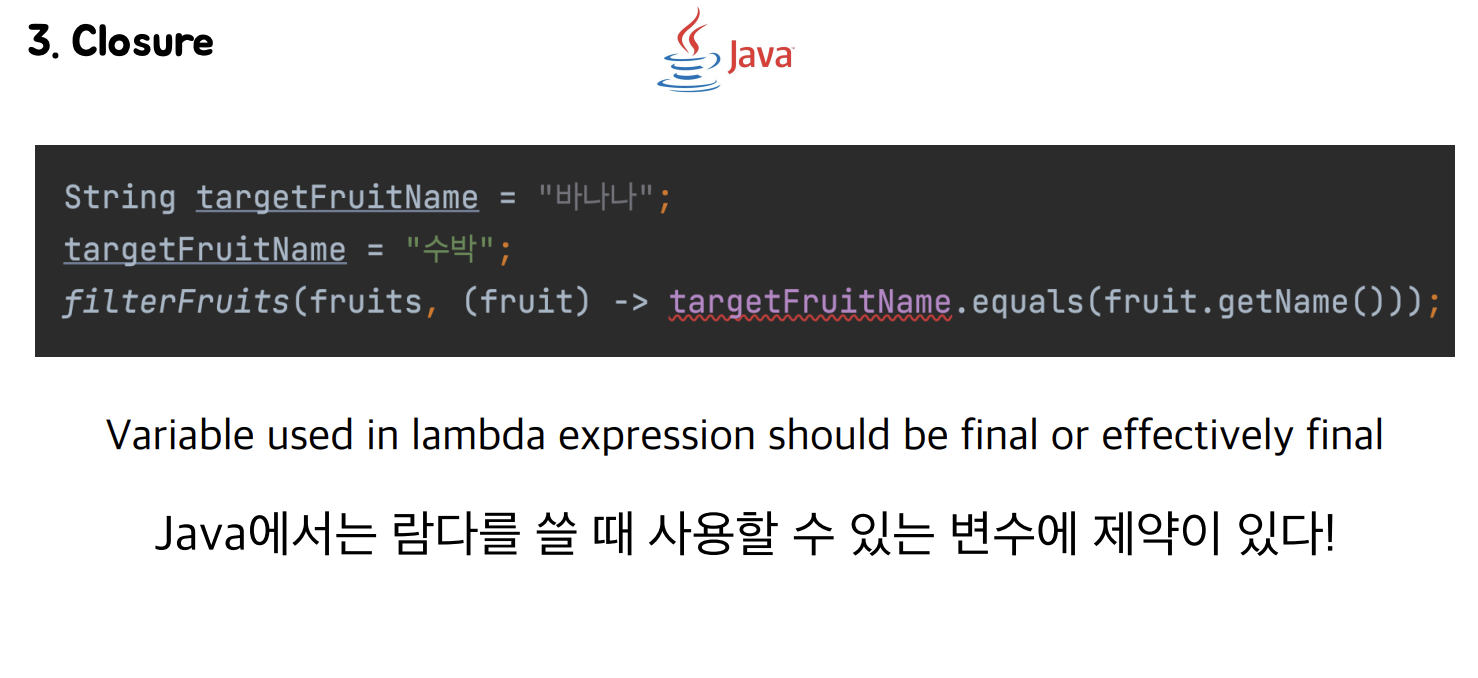 3. Closure
Java
String targetFruitName = "바나나";
targetFruitName = "수박";
filterFruits(fruits, (fruit) -> targetFruitName.equals(fruit.getName()));
Variable used in lambda expression should be final or effectively final
Java에서는 람다를 쓸 때 사용할 수 있는 변수에 제약이 있다!